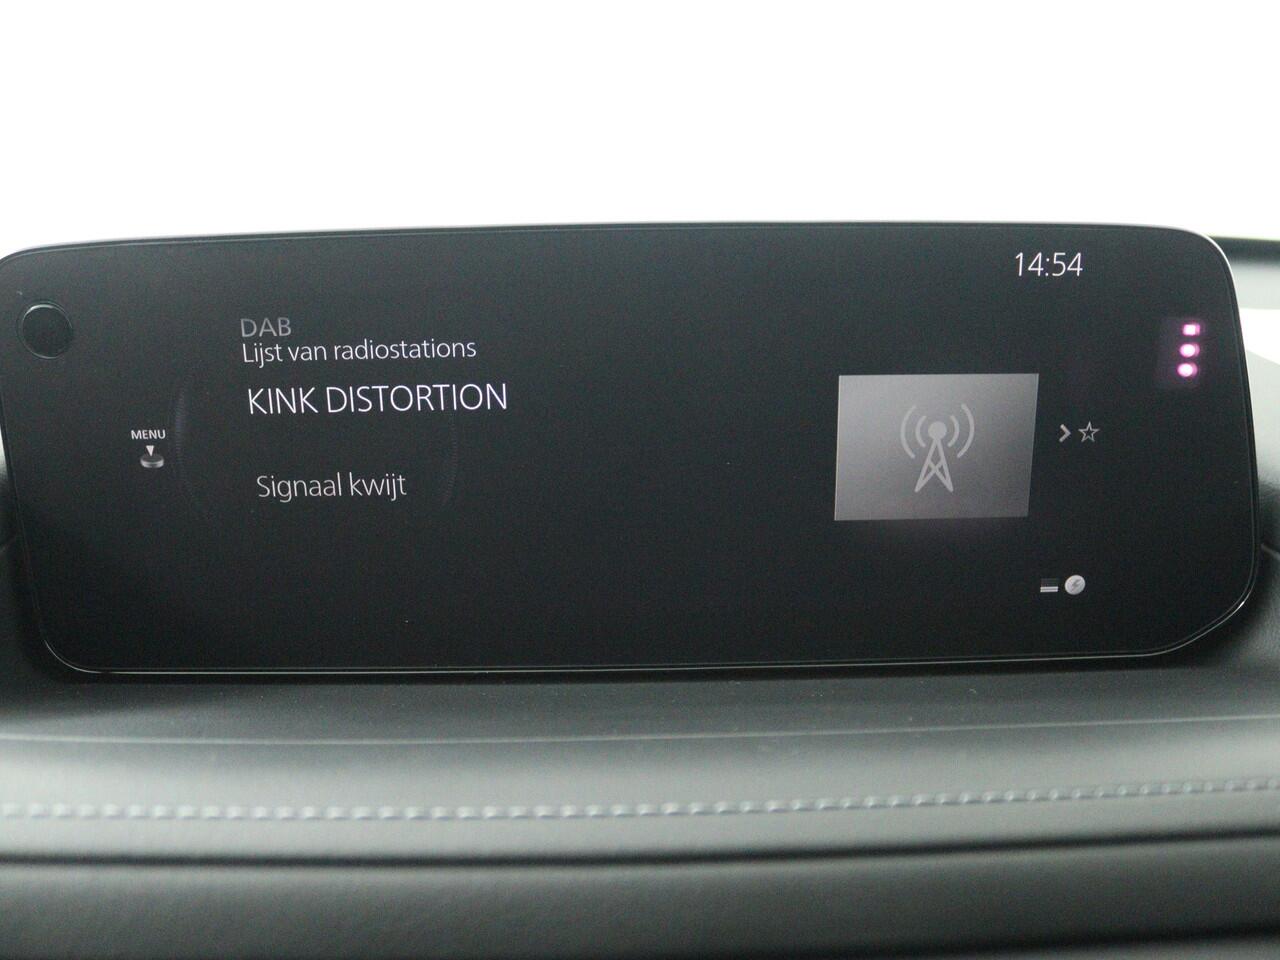 14:54
DAB
Lijst van radiostations
KINK DISTORTION
MENU
Signaal kwijt